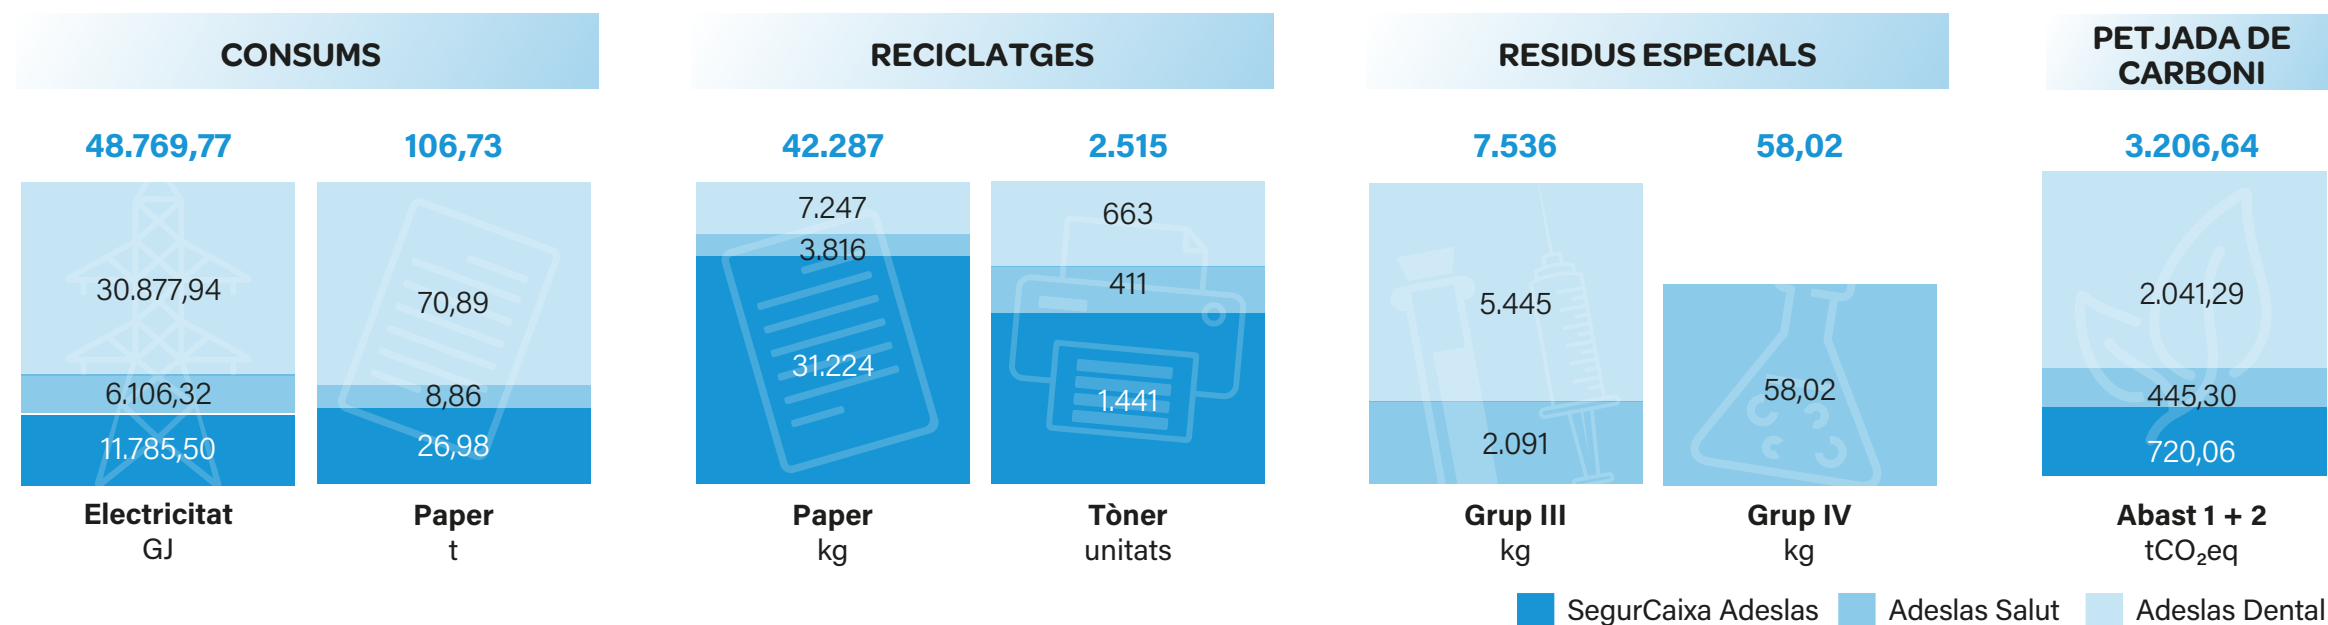 CONSUMS
48.769,77
106,73
30.877,94
6.106,32
11.785,50
70,89
8,86
26,98
Electricitat
GJ
Paper
t
RECICLATGES
42.287
2.515
7.247
3.816
31.224
663
411
1.441
Paper
kg
Tòner
unitats
RESIDUS ESPECIALS
7.536
58,02
5.445
2.091
58,02
Grup III
kg
Grup IV
kg
PETJADA DE
CARBONI
3.206,64
2.041,29
445,30
720,06
Abast 1 + 2
tCO₂eq
SegurCaixa Adeslas
Adeslas Salut
Adeslas Dental